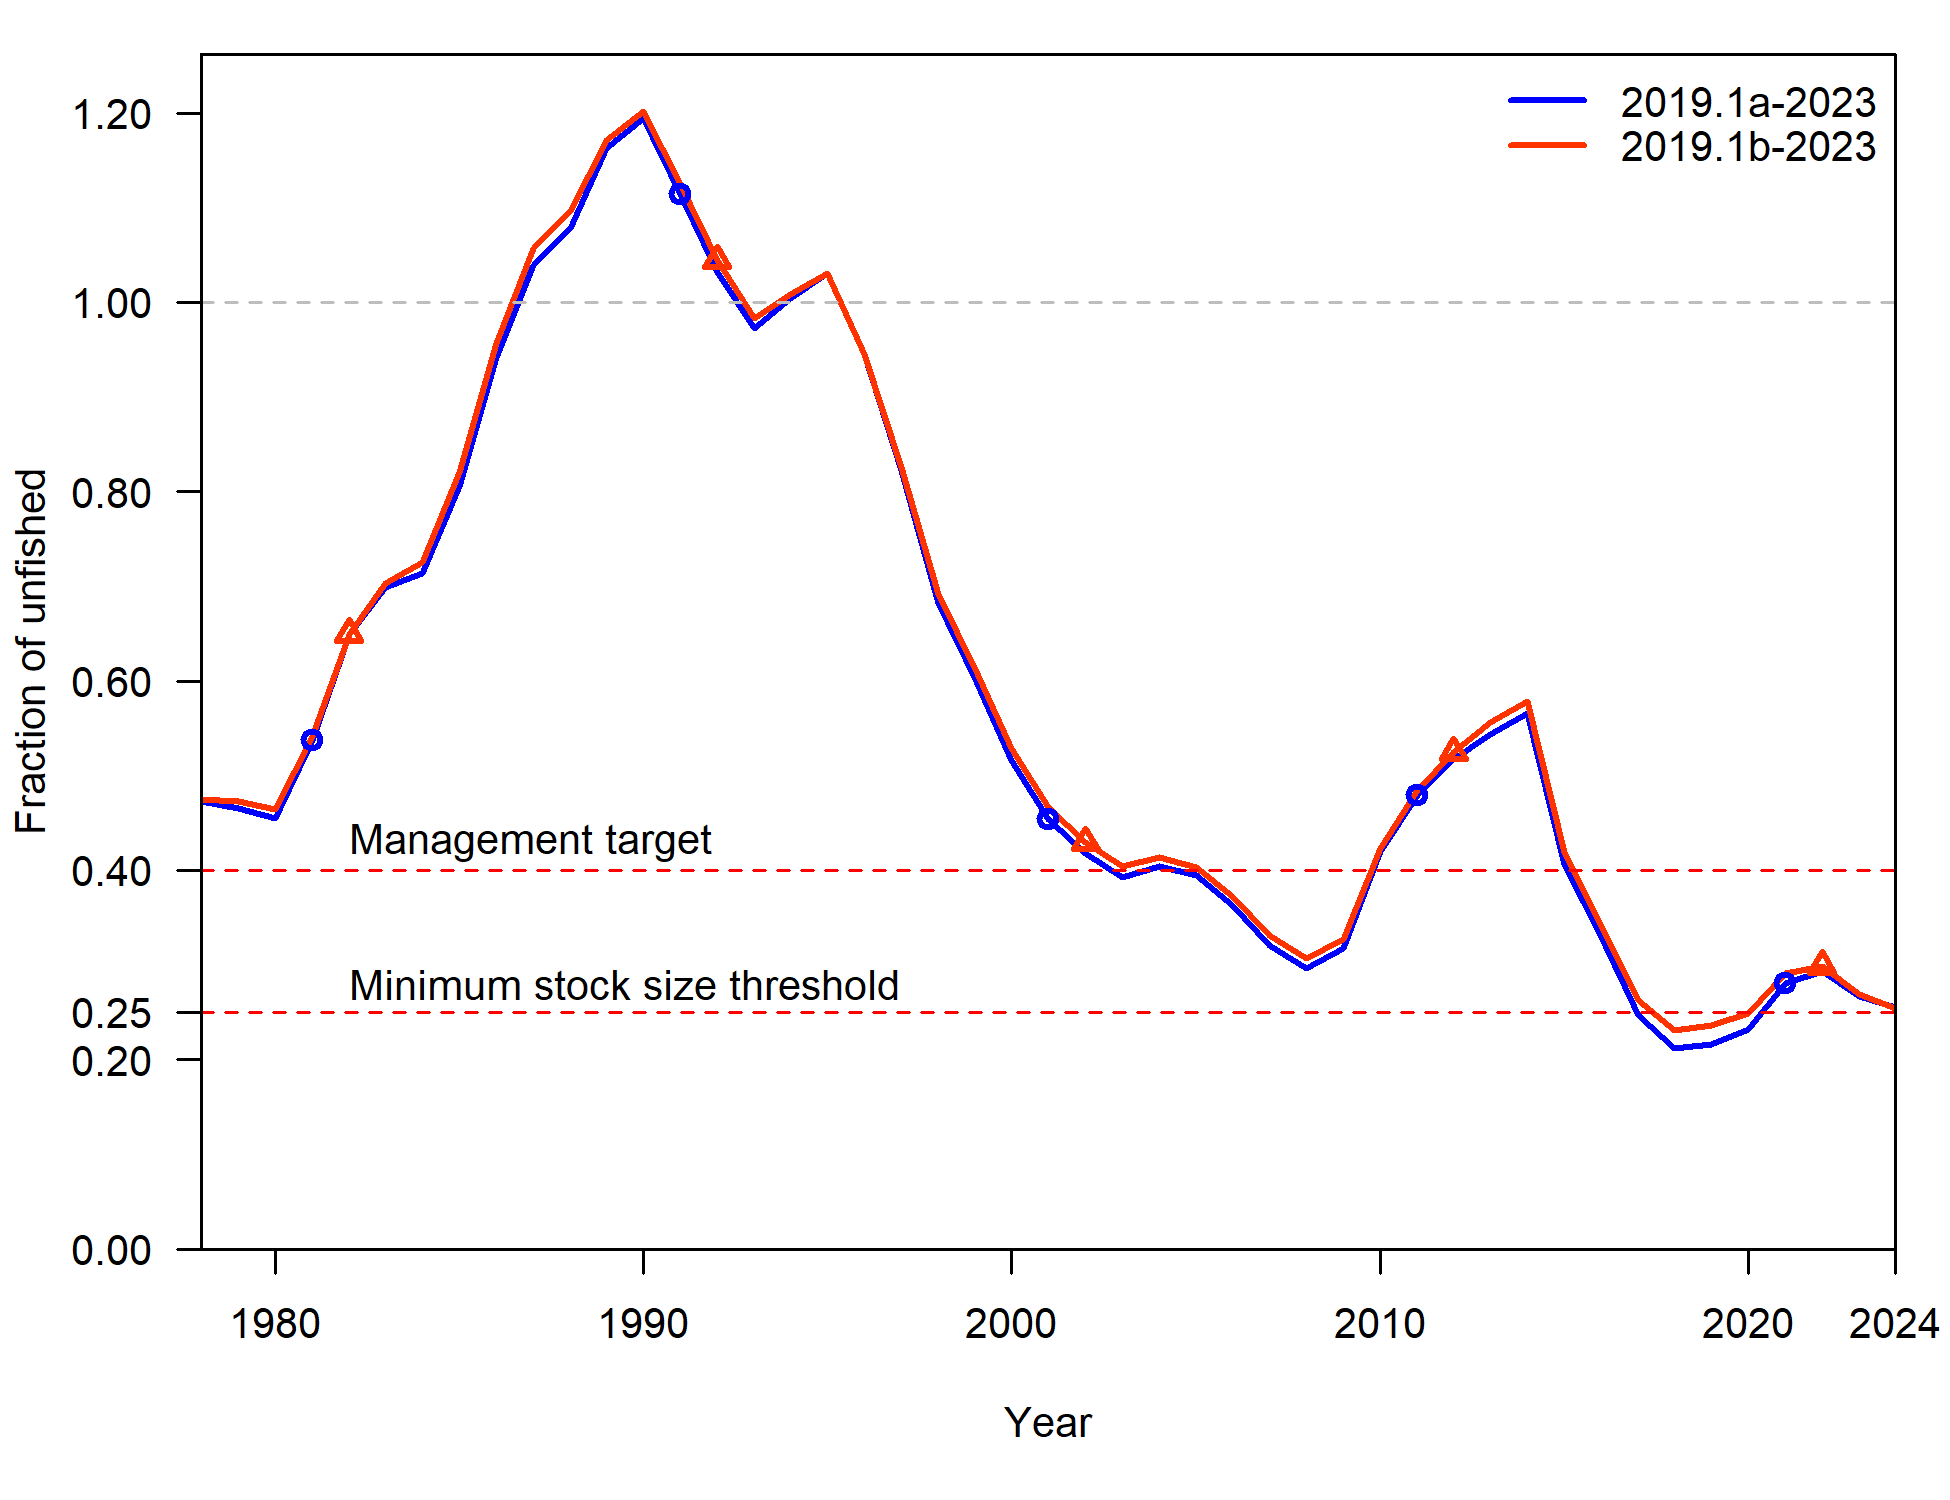 2019.1a-2023
2019.1b-2023
Fraction of unfished
1.20
1.00
0.80
0.60
0.40
0.25
0.20
0.00
Management target
Minimum stock size threshold
1980 1990 2000 2010 2020 2024
Year